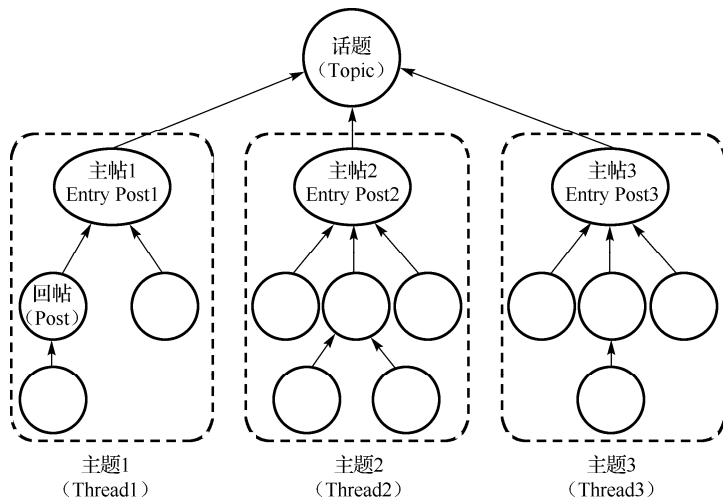 话题
（Topic）
主帖1
Entry Post1
主帖2
Entry Post2
主帖3
Entry Post3
回帖
（Post）
主题1
（Thread1）
主题2
（Thread2）
主题3
（Thread3）